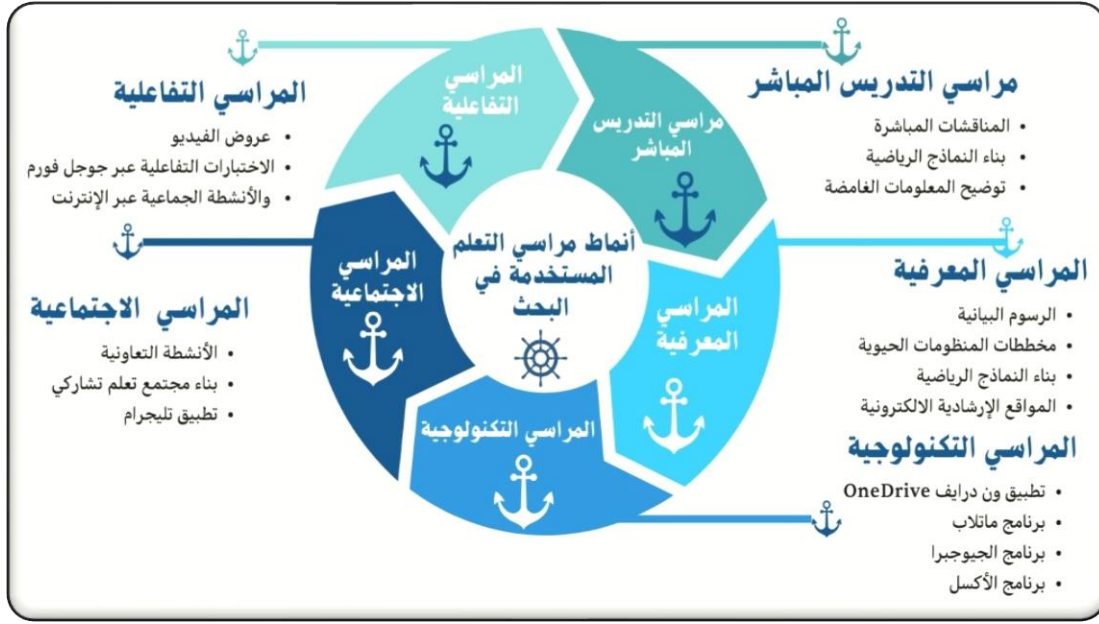 المراسي التفاعلية
عروض الفيديو
الاختبارات التفاعلية عبر جوجل فورم
والأنشطة الجماعية عبر الإنترنت
المراسي الاجتماعية
الأنشطة التعاونية
بناء مجتمع تعلم تشاركي
تطبيق تليجرام
مراسي التدريس المباشر
المناقشات المباشرة
بناء النماذج الرياضية
توضيح المعلومات الغامضة
المراسي المعرفية
الرسوم البيانية
مخططات المنظومات الحيوية
بناء النماذج الرياضية
المواقع الإرشادية الالكترونية
المراسي التكنولوجية
تطبيق ون درايف OneDrive
برنامج ماتلاب
برنامج الجيوجبرا
برنامج الأكسل
المراسي
التفاعلية
مراسي التدريس
المباشر
المراسي
المعرفية
المراسي التكنولوجية
المراسي
الاجتماعية
أنماط مراسي التعلم
المستخدمة في
البحث